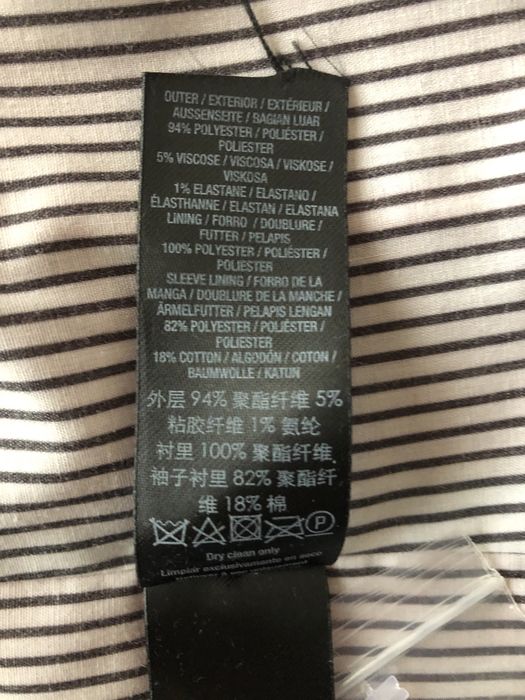 OUTER / EXTERIOR / EXTÉRIEUR /
AUSSENSEITE / BAGIAN LUAR
94% POLYESTER / POLIÉSTER /
POLIESTER
5% VISCOSE / VISCOSA / VISKOSE /
VISKOSA
1% ELASTANE / ELASTANO /
ÉLASTHANNE / ELASTAN / ELASTANA
LINING / FORRO / DOUBLURE /
FUTTER / PELAPIS
100% POLYESTER / POLIÉSTER /
POLIESTER
SLEEVE LINING / FORRO DE LA
MANGA / DOUBLURE DE LA MANCHE /
ÄRMELFUTTER / PELAPIS LENGAN
82% POLYESTER / POLIÉSTER /
POLIESTER
18% COTTON / ALGODÓN / COTON /
BAUMWOLLE / KATUN
外层 94% 聚酯纤维 5%
粘胶纤维 1% 氨纶
衬里 100% 聚酯纤维
袖子衬里 82% 聚酯纤
维 18% 棉
P
Dry clean only
Limpiar exclusivamente en seco